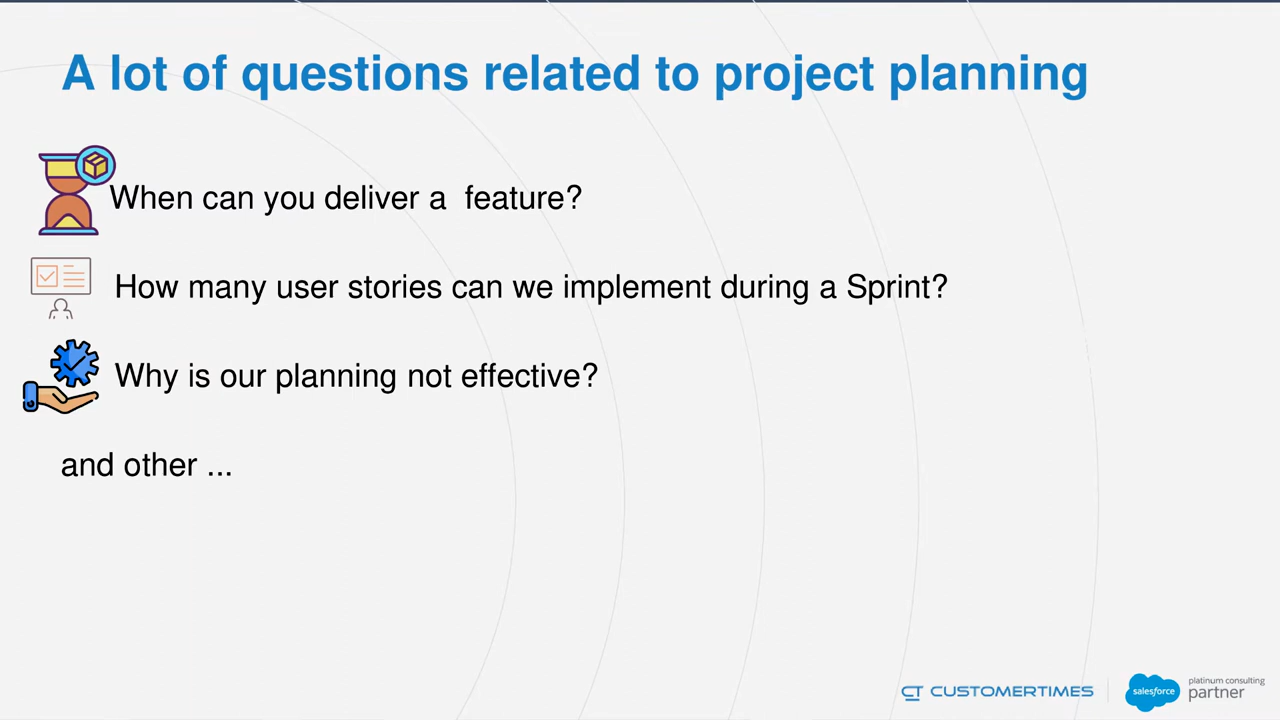 A lot of questions related to project planning
When can you deliver a  feature?
How many user stories can we implement during a Sprint?
Why is our planning not effective?
and other ...
CT CUSTOMERTIMES
salesforce
platinum consulting
partner